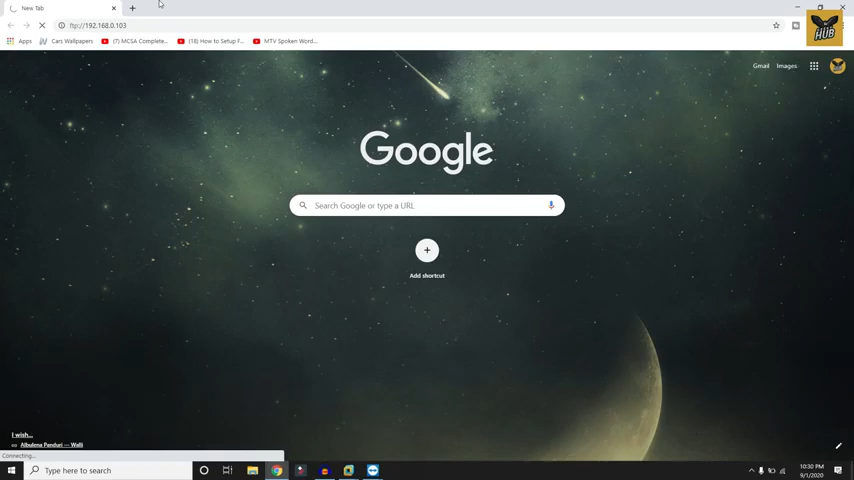 New Tab
ftp://192.168.0.103
Apps
Cars Wallpapers
(7) MCSA Complete...
(18) How to Setup F...
MTV Spoken Word...
HUB
Gmail
Images
Google
Search Google or type a URL
Add shortcut
I wish...
Albulena Panduri — Walli
Connecting...
Type here to search
10:30 PM
9/1/2020